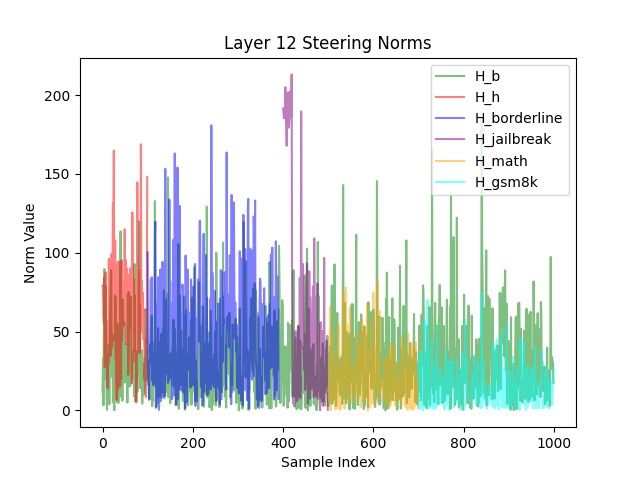 Layer 12 Steering Norms
H_b
H_h
H_borderline
H_jailbreak
H_math
H_gsm8k
Norm Value
200
150
100
50
0
0
200
400
600
800
1000
Sample Index